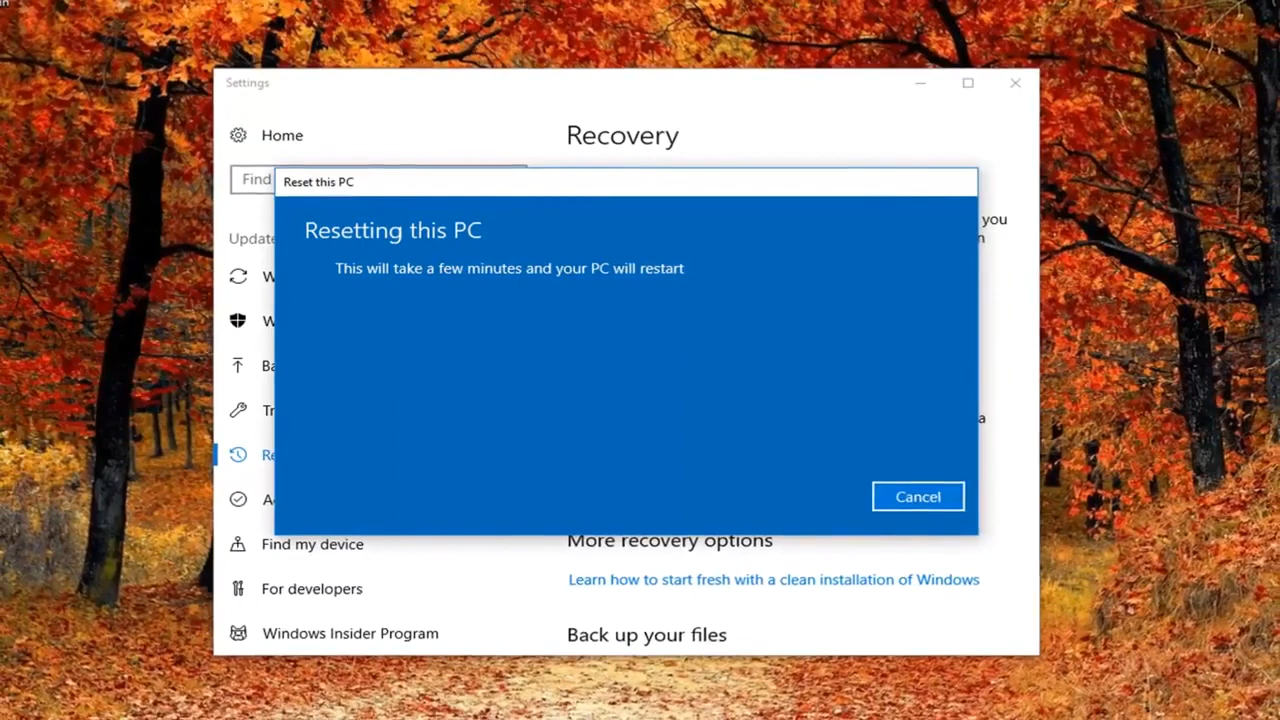 Settings
Home
Recovery
Find
Reset this PC
Resetting this PC
This will take a few minutes and your PC will restart
you
Update
Cancel
Find my device
More recovery options
Learn how to start fresh with a clean installation of Windows
For developers
Windows Insider Program
Back up your files